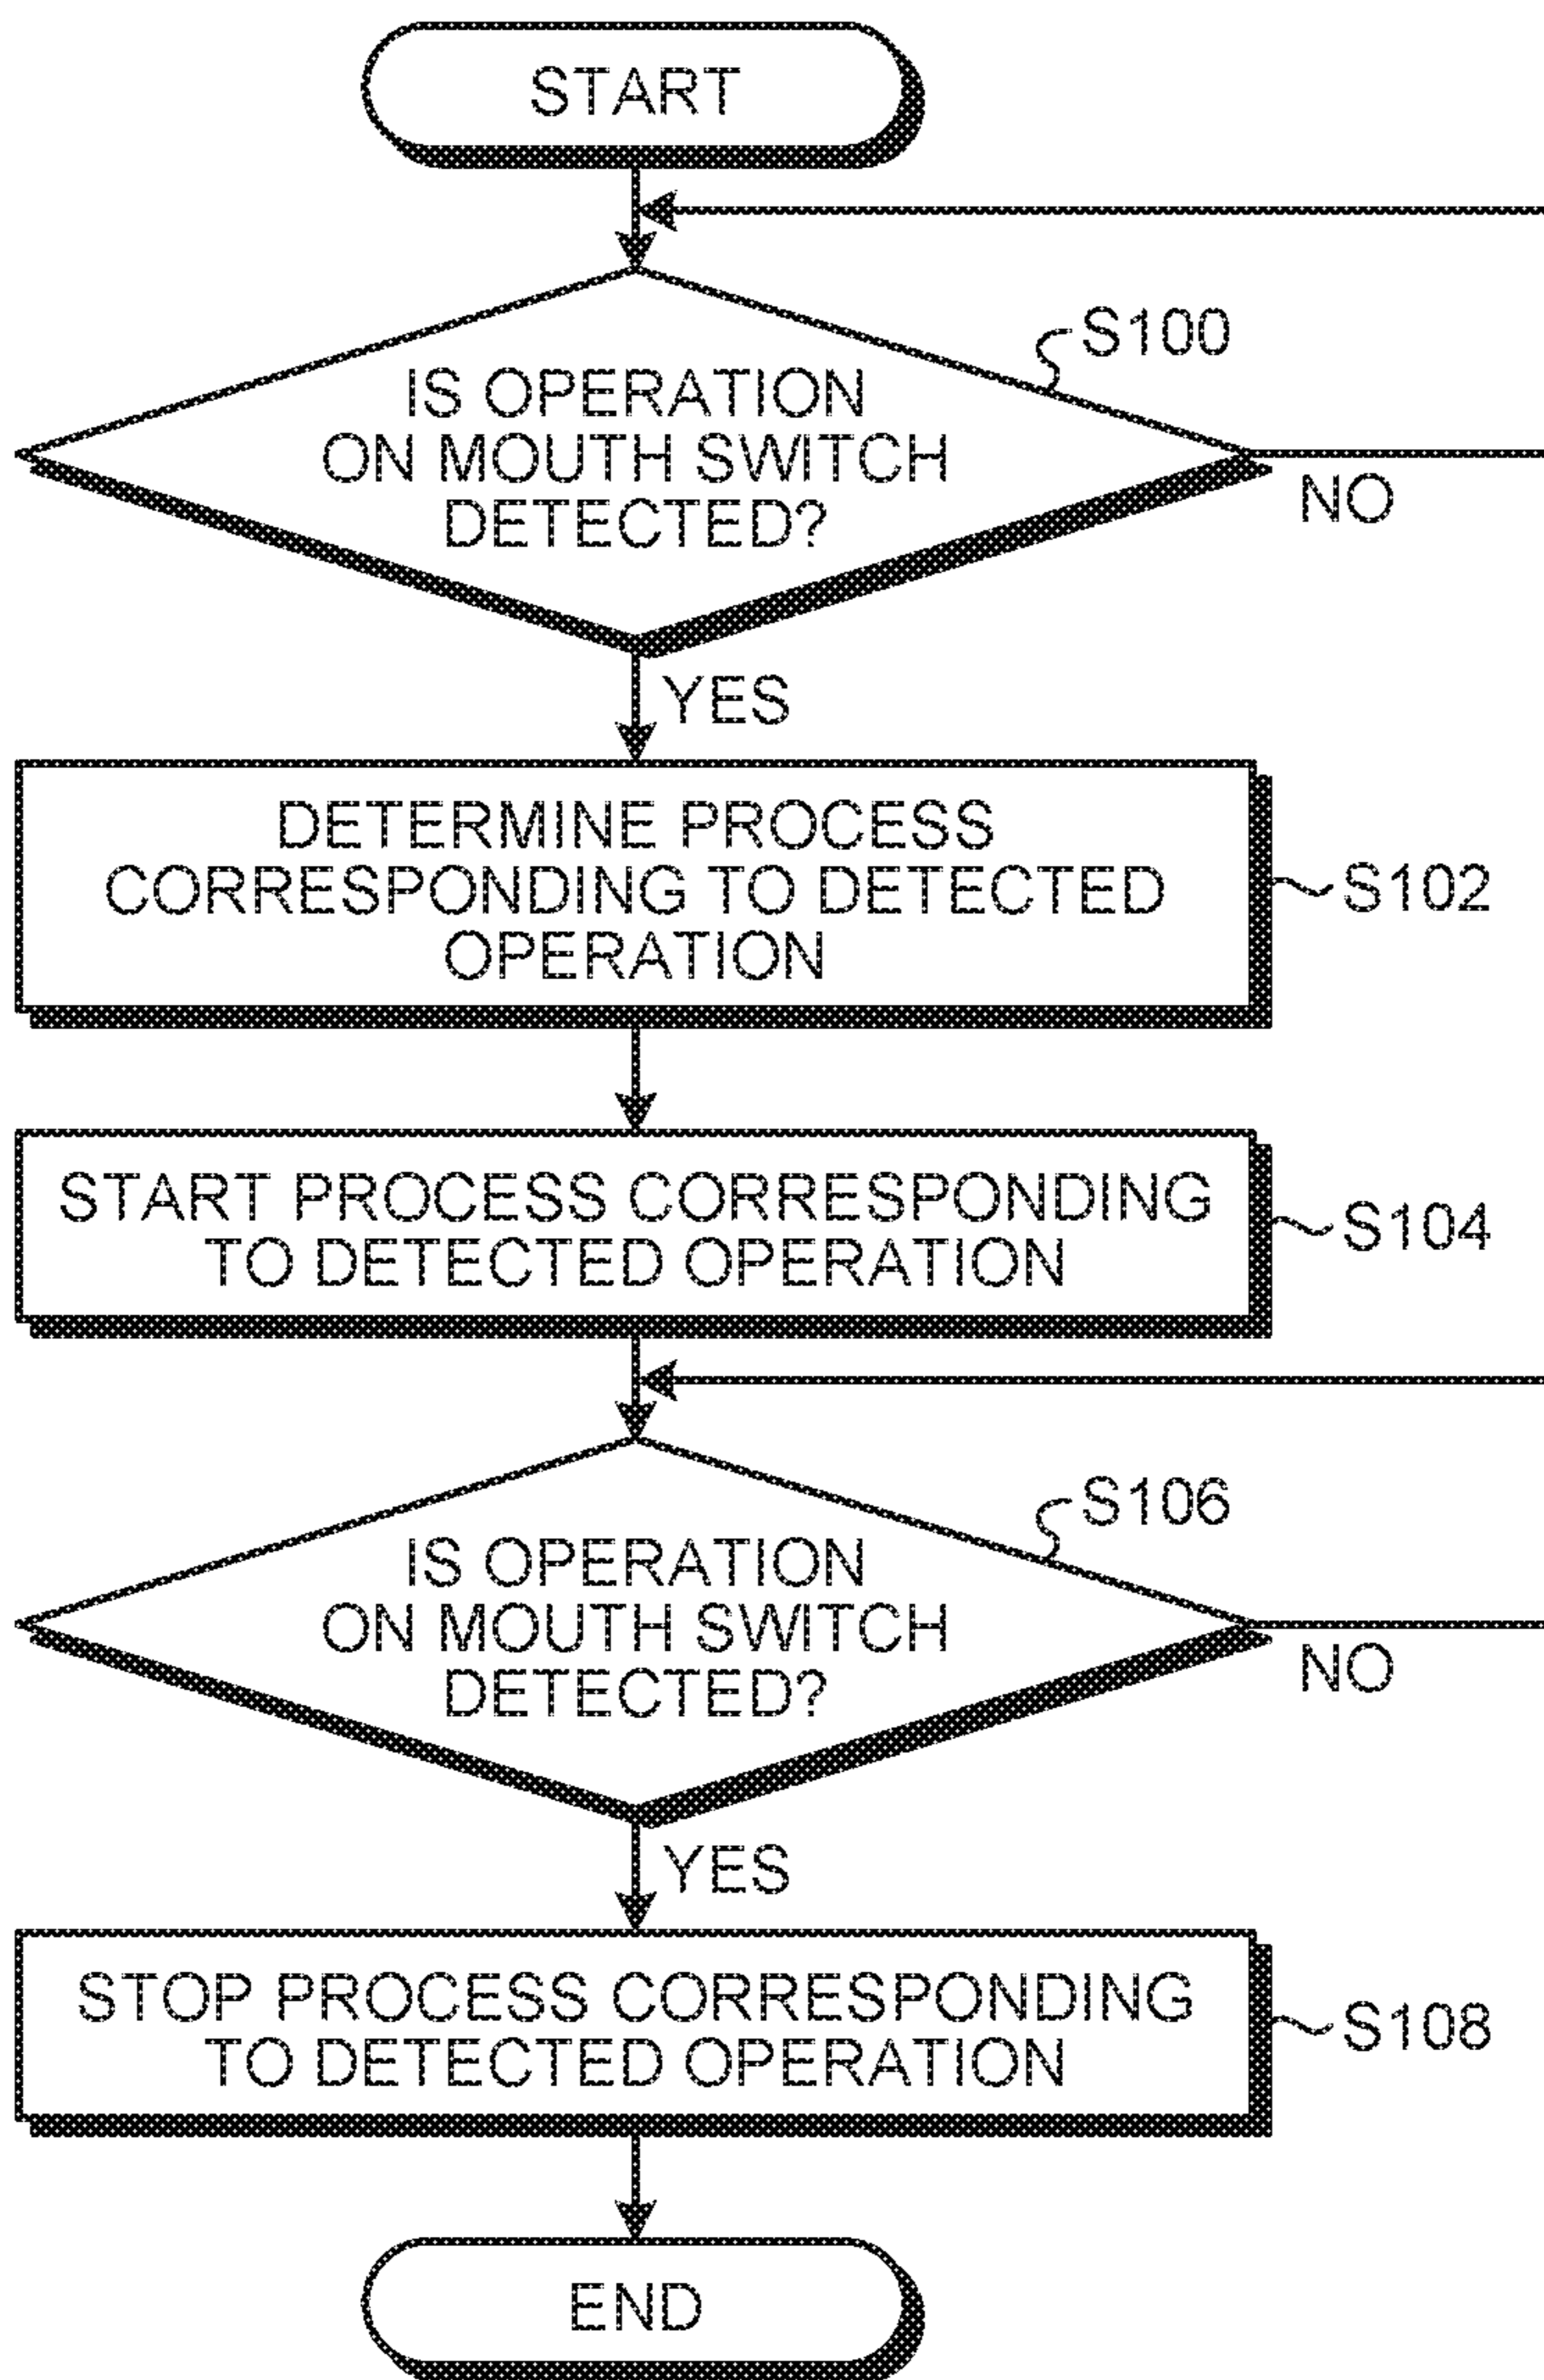 START
S100
IS OPERATION
ON MOUTH SWITCH
DETECTED?
NO
YES
DETERMINE PROCESS
CORRESPONDING TO DETECTED
OPERATION
S102
START PROCESS CORRESPONDING
TO DETECTED OPERATION
S104
S106
IS OPERATION
ON MOUTH SWITCH
DETECTED?
NO
YES
STOP PROCESS CORRESPONDING
TO DETECTED OPERATION
S108
END